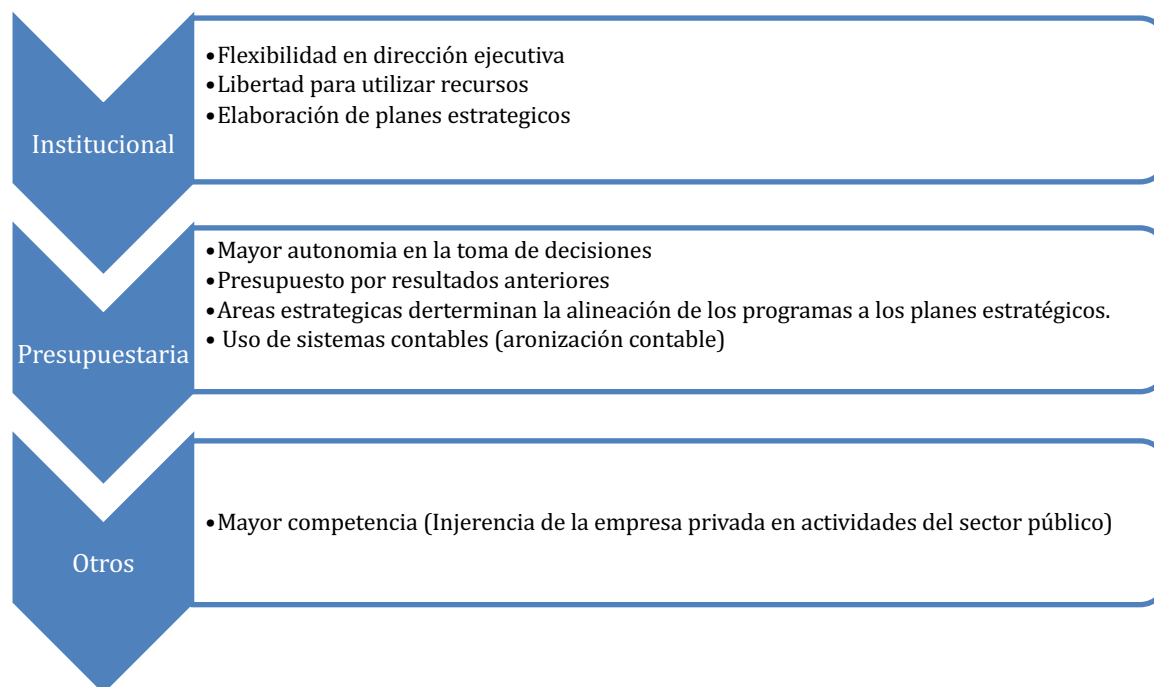 Institucional
•Flexibilidad en dirección ejecutiva
•Libertad para utilizar recursos
•Elaboración de planes estrategicos
Presupuestaria
•Mayor autonomia en la toma de decisiones
•Presupuesto por resultados anteriores
•Areas estrategicas derterminan la alineación de los programas a los planes estratégicos.
• Uso de sistemas contables (aronización contable)
Otros
•Mayor competencia (Injerencia de la empresa privada en actividades del sector público)